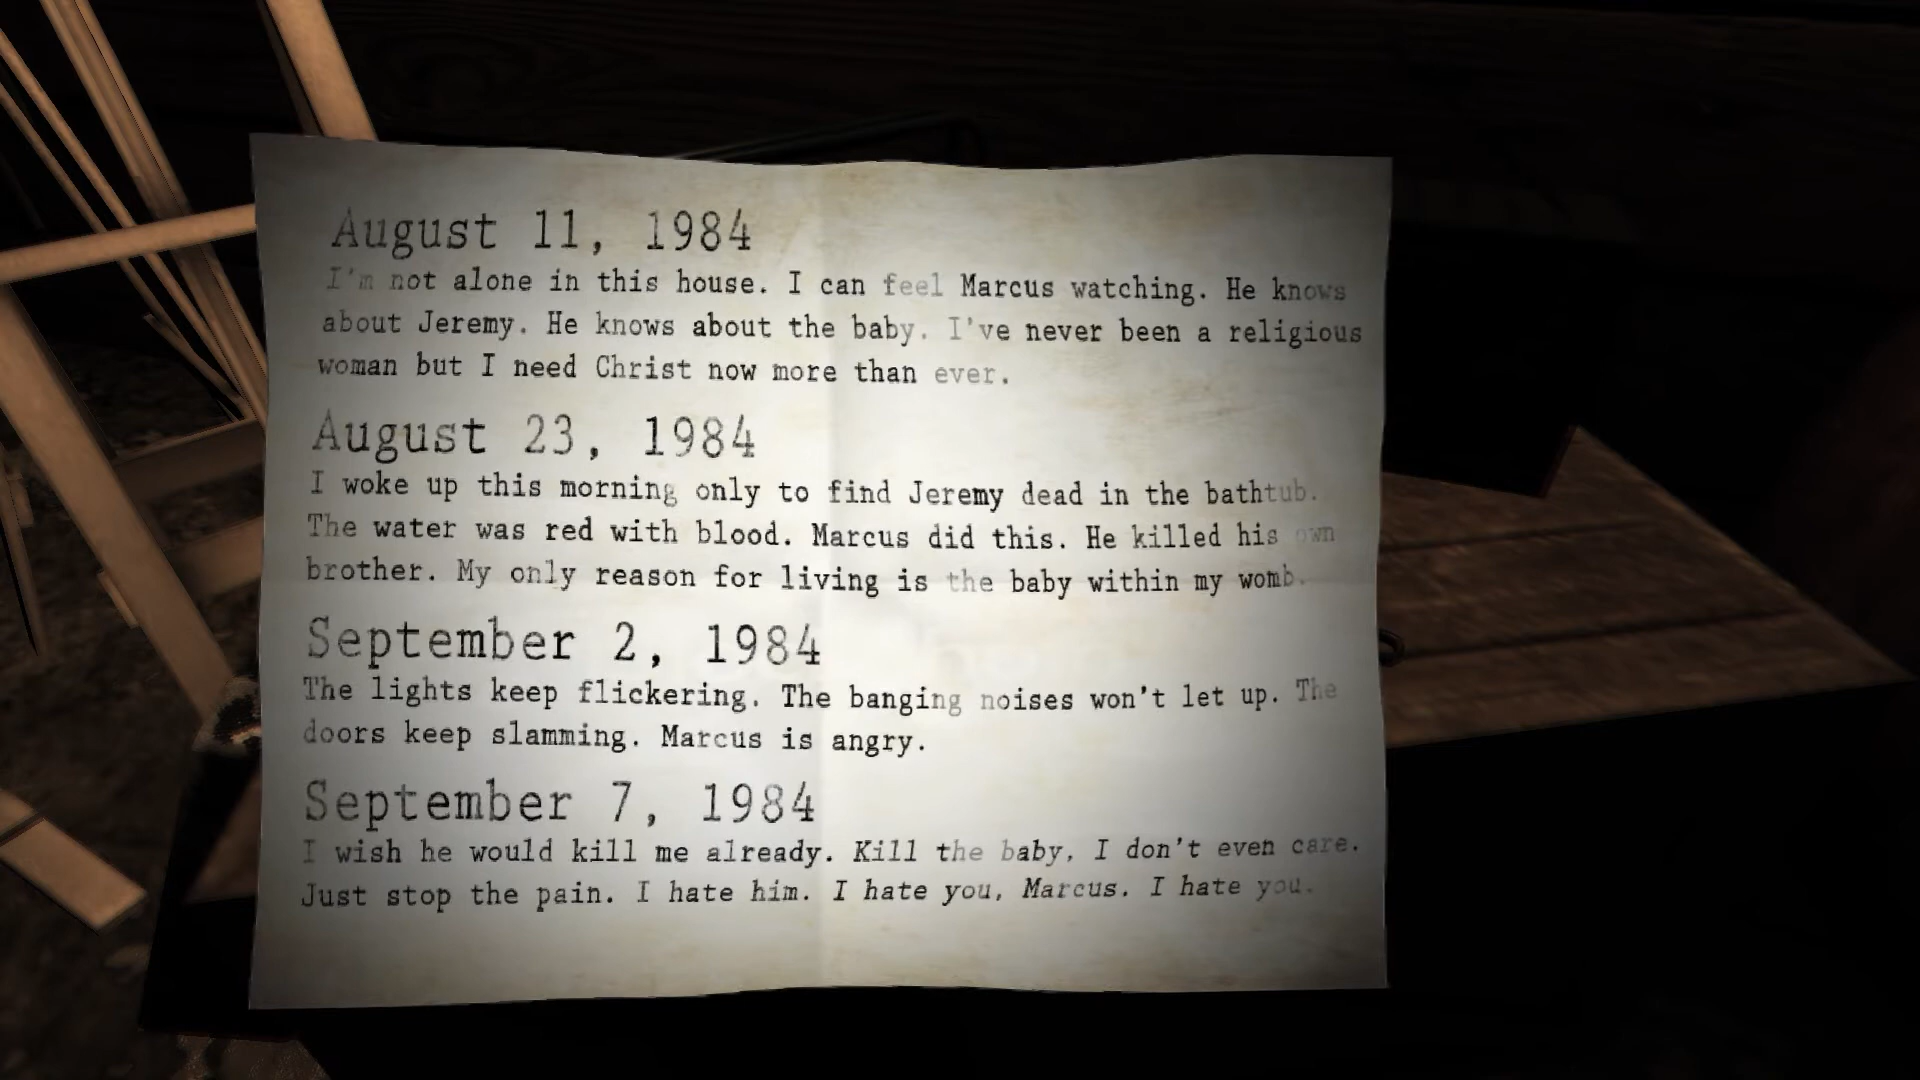 August 11, 1984
I'm not alone in this house. I can feel Marcus watching. He knows
about Jeremy. He knows about the baby. I've never been a religious
woman but I need Christ now more than ever.
August 23, 1984
I woke up this morning only to find Jeremy dead in the bathtub.
The water was red with blood. Marcus did this. He killed his own
brother. My only reason for living is the baby within my womb.
September 2, 1984
The lights keep flickering. The banging noises won't let up. The
doors keep slamming. Marcus is angry.
September 7, 1984
I wish he would kill me already. Kill the baby, I don't even care.
Just stop the pain. I hate him. I hate you, Marcus. I hate you.